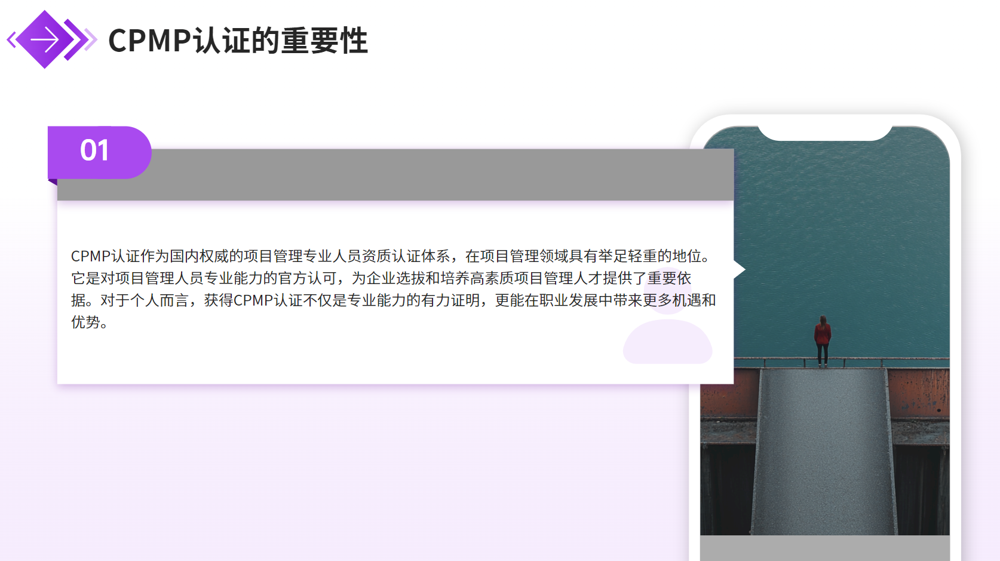 CPMP认证的重要性
01
CPMP认证作为国内权威的项目管理专业人员资质认证体系，在项目管理领域具有举足轻重的地位。
它是对项目管理人员专业能力的官方认可，为企业选拔和培养高素质项目管理人才提供了重要依
据。对于个人而言，获得CPMP认证不仅是专业能力的有力证明，更能在职业发展中带来更多机遇和
优势。